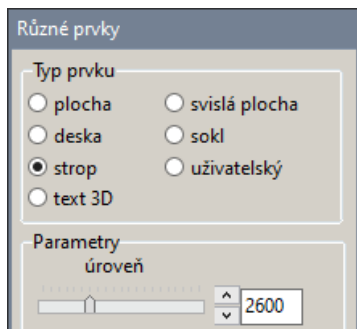 Různé prvky
Typ prvku
plocha
svislá plocha
deska
sokl
strop
uživatelský
text 3D
Parametry
úroveň
2600